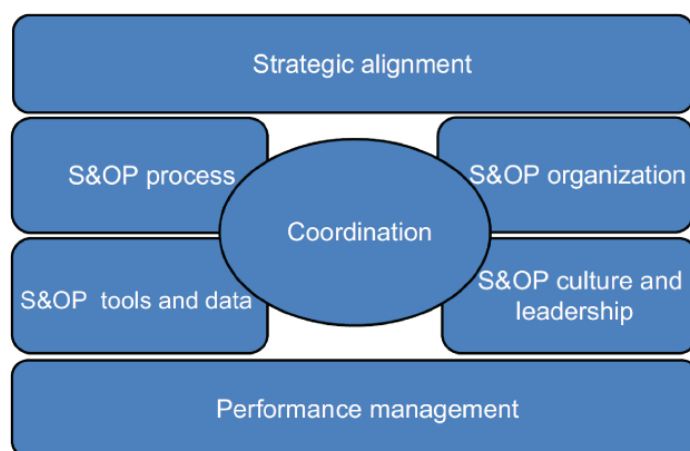 Strategic alignment
S&OP process
S&OP organization
Coordination
S&OP tools and data
S&OP culture and
leadership
Performance management